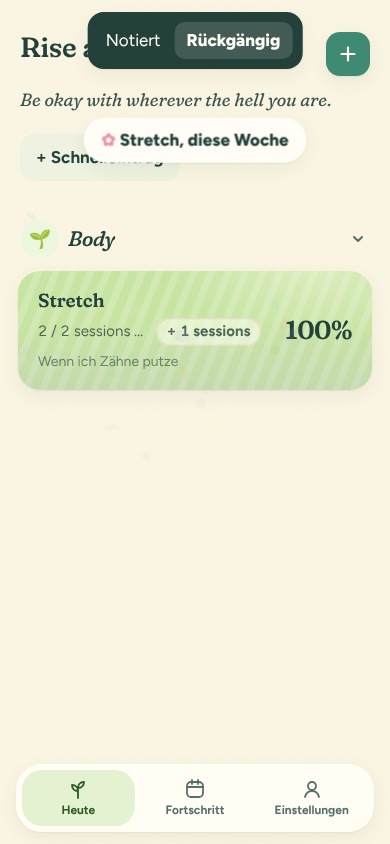 Rise
Notiert Rückgängig
Be okay with wherever the hell you are.
✿ Stretch, diese Woche
+ Schnelleintrag
Body
Stretch
2 / 2 sessions ...
+ 1 sessions
100%
Wenn ich Zähne putze
Heute
Fortschritt
Einstellungen